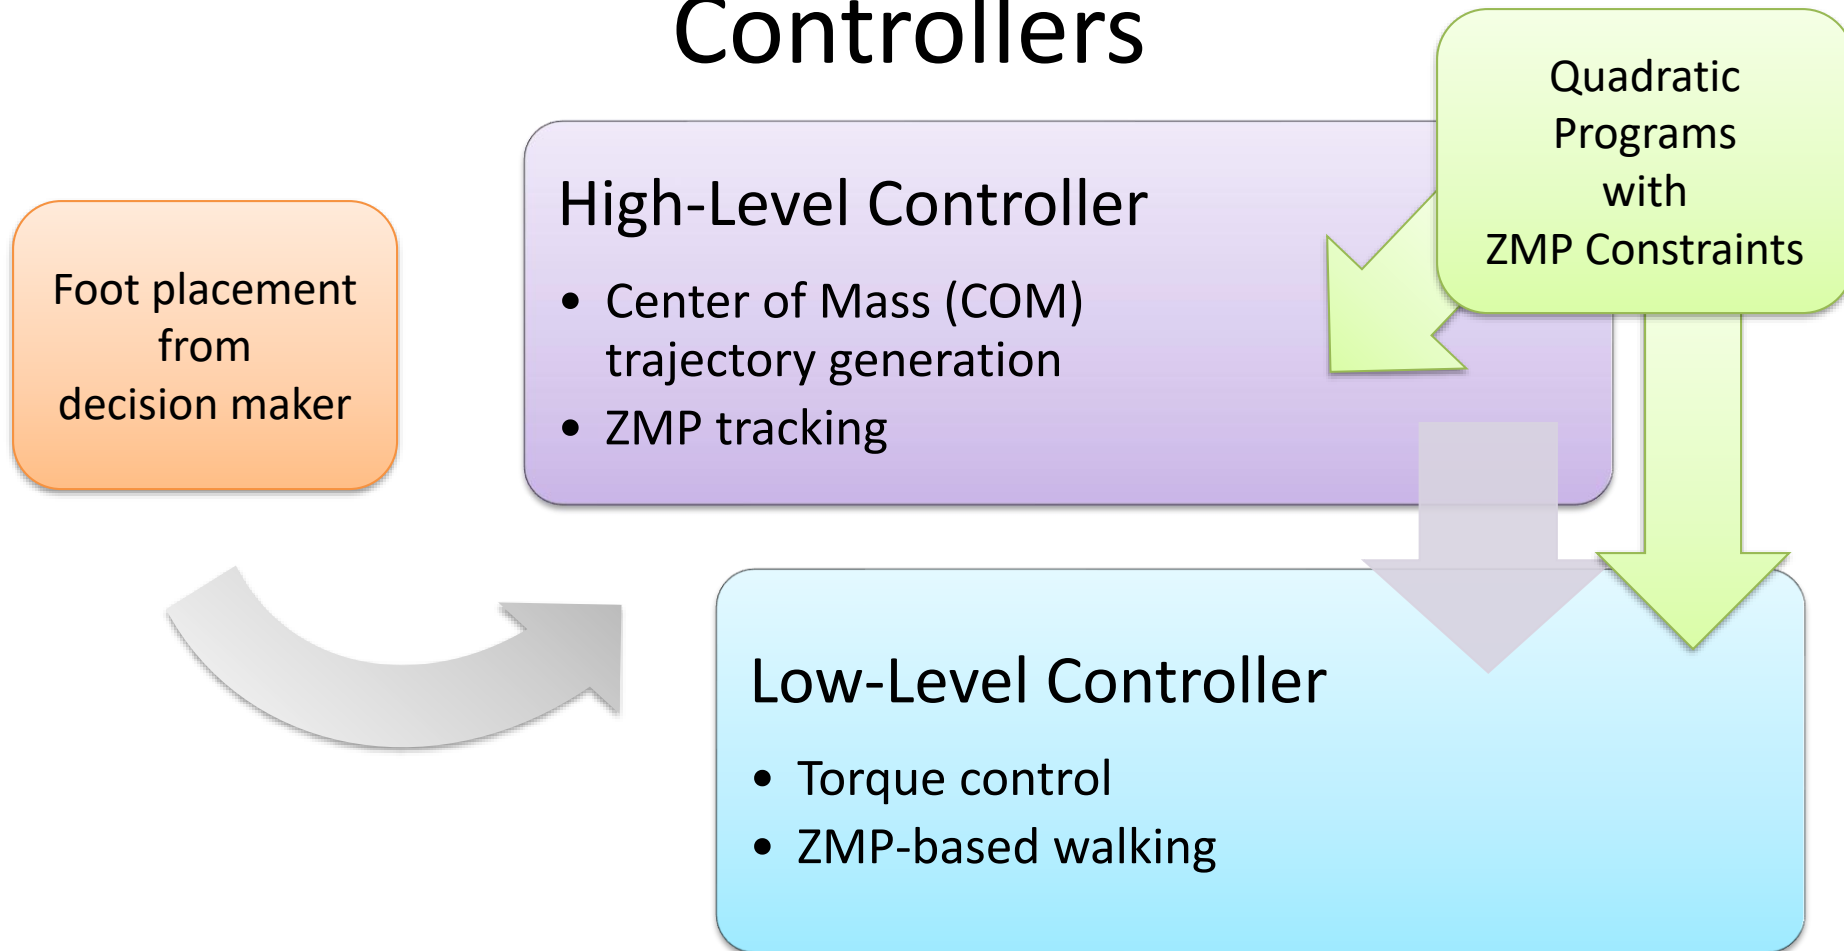 Controllers
Quadratic
Programs
with
ZMP Constraints
High-Level Controller
• Center of Mass (COM)
trajectory generation
• ZMP tracking
Foot placement
from
decision maker
Low-Level Controller
• Torque control
• ZMP-based walking